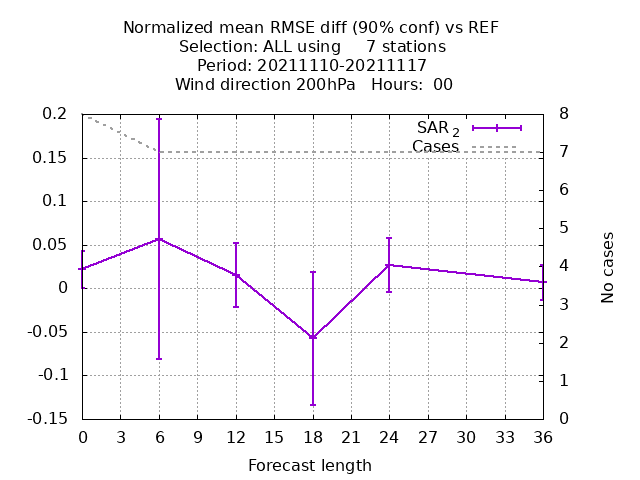 Normalized mean RMSE diff (90% conf) vs REF
Selection: ALL using     7 stations
Period: 20211110-20211117
Wind direction 200hPa   Hours:  00
0.2
0.15
0.1
0.05
0
-0.05
-0.1
-0.15
SAR 2
Cases
8
7
6
5
4
3
2
1
0
No cases
0 3 6 9 12 15 18 21 24 27 30 33 36
Forecast length